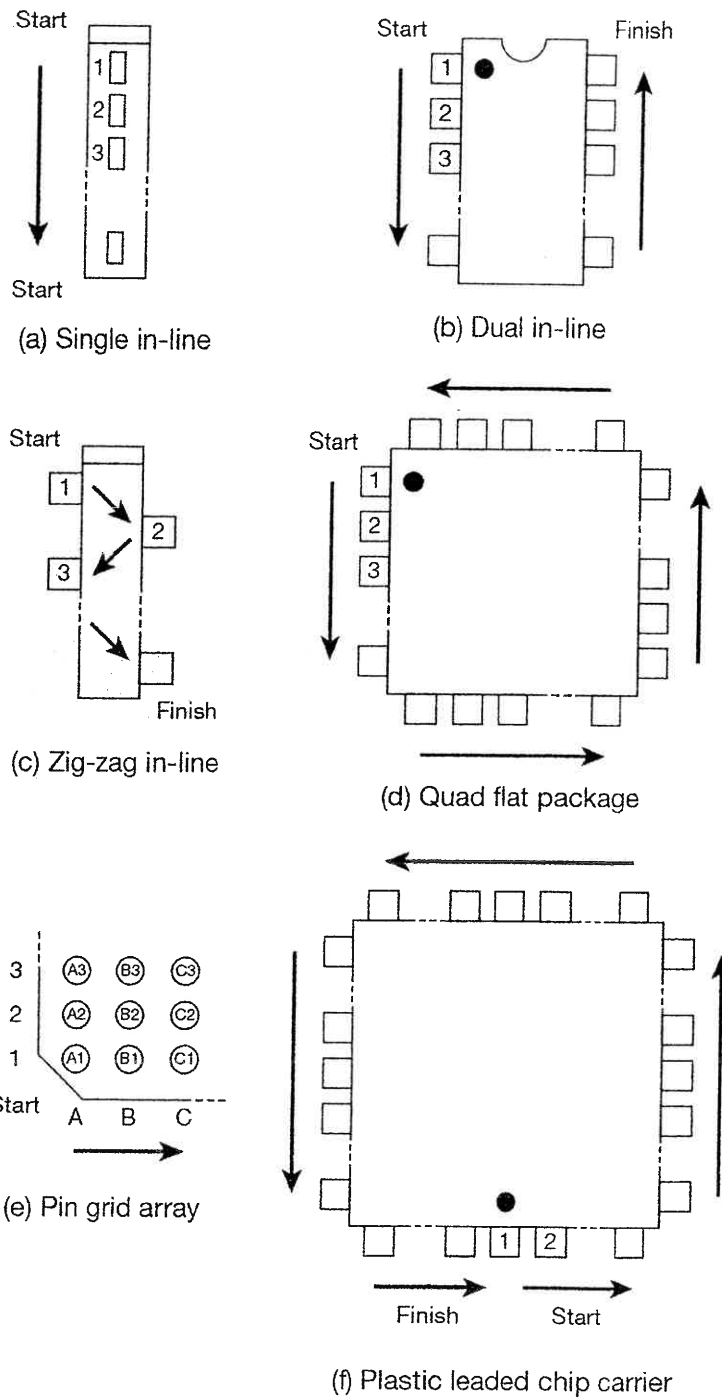 Start
1
2
3
Start
(a) Single in-line
Start
Finish
1
2
3
(b) Dual in-line
Start
1
2
3
Finish
(c) Zig-zag in-line
Start
1
2
3
(d) Quad flat package
3 A3 B3 C3
2 A2 B2 C2
1 A1 B1 C1
Start A B C
(e) Pin grid array
1 2
Finish Start
(f) Plastic leaded chip carrier